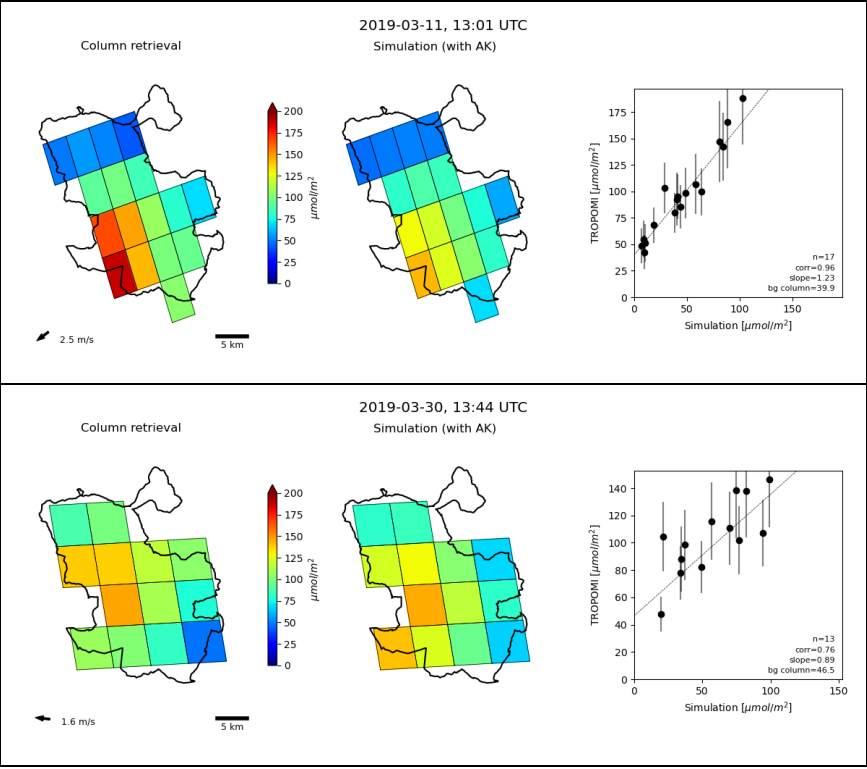 2019-03-11, 13:01 UTC
Column retrieval
Simulation (with AK)
200
175
150
125
100
75
50
25
0
μmol/m²
2.5 m/s
5 km
TROPOMI [μmol/m²]
175
150
125
100
75
50
25
0
n=17
corr=0.96
slope=1.23
bg column=39.9
0 50 100 150
Simulation [μmol/m²]
2019-03-30, 13:44 UTC
Column retrieval
Simulation (with AK)
200
175
150
125
100
75
50
25
0
μmol/m²
1.6 m/s
5 km
TROPOMI [μmol/m²]
140
120
100
80
60
40
20
0
n=13
corr=0.76
slope=0.89
bg column=46.5
0 50 100 150
Simulation [μmol/m²]